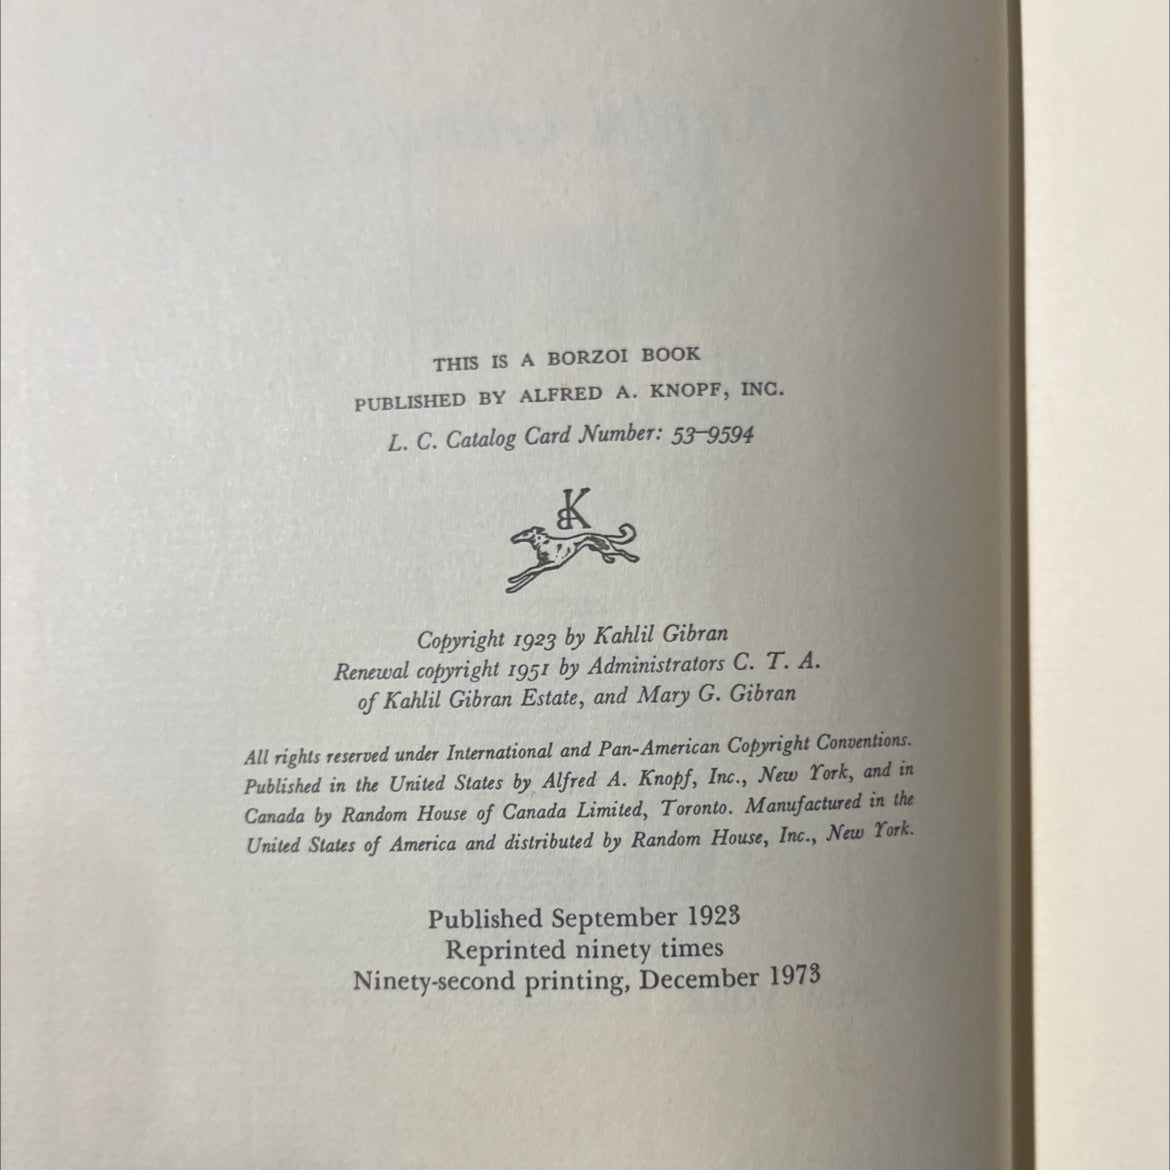 THIS IS A BORZOI BOOK
PUBLISHED BY ALFRED A. KNOPF, INC.
L. C. Catalog Card Number: 53–9594
BK
Copyright 1923 by Kahlil Gibran
Renewal copyright 1951 by Administrators C. T. A.
of Kahlil Gibran Estate, and Mary G. Gibran
All rights reserved under International and Pan-American Copyright Conventions.
Published in the United States by Alfred A. Knopf, Inc., New York, and in
Canada by Random House of Canada Limited, Toronto. Manufactured in the
United States of America and distributed by Random House, Inc., New York.
Published September 1923
Reprinted ninety times
Ninety-second printing, December 1973